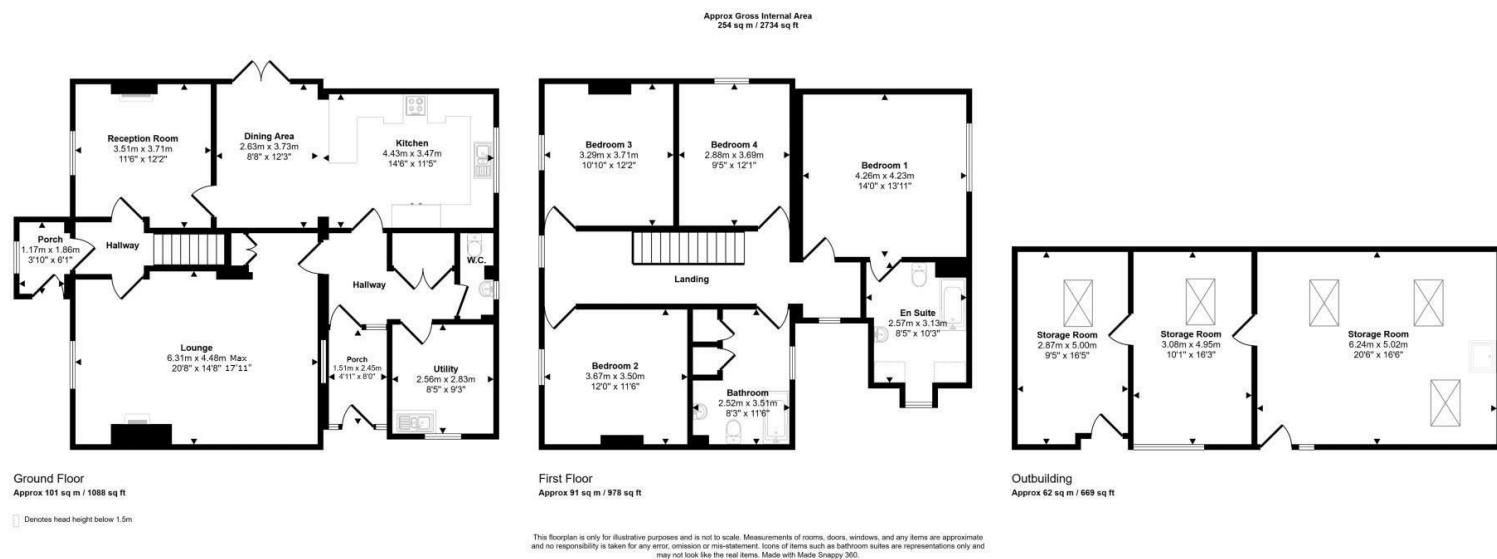 Approx Gross Internal Area
254 sq m / 2734 sq ft
Reception Room
3.51m x 3.71m
11'6" x 12'2"
Dining Area
2.63m x 3.73m
8'8" x 12'3"
Kitchen
4.43m x 3.47m
14'6" x 11'5"
Porch
1.17m x 1.86m
3'10" x 6'1"
Hallway
W.C.
Hallway
Lounge
6.31m x 4.48m Max
20'8" x 14'8" 17'11"
Porch
1.51m x 2.45m
4'11" x 8'0"
Utility
2.56m x 2.83m
8'5" x 9'3"
Ground Floor
Approx 101 sq m / 1088 sq ft
Denotes head height below 1.5m
Bedroom 3
3.29m x 3.71m
10'10" x 12'2"
Bedroom 4
2.88m x 3.69m
9'5" x 12'1"
Bedroom 1
4.26m x 4.23m
14'0" x 13'11"
Landing
En Suite
2.57m x 3.13m
8'5" x 10'3"
Bedroom 2
3.67m x 3.50m
12'0" x 11'6"
Bathroom
2.52m x 3.51m
8'3" x 11'6"
First Floor
Approx 91 sq m / 978 sq ft
Storage Room
2.87m x 5.00m
9'5" x 16'5"
Storage Room
3.08m x 4.95m
10'1" x 16'3"
Storage Room
6.24m x 5.02m
20'6" x 16'6"
Outbuilding
Approx 62 sq m / 669 sq ft
This floorplan is only for illustrative purposes and is not to scale. Measurements of rooms, doors, windows, and any items are approximate
and no responsibility is taken for any error, omission or mis-statement. Icons of items such as bathroom suites are representations only and
may not look like the real items. Made with Made Snappy 360.